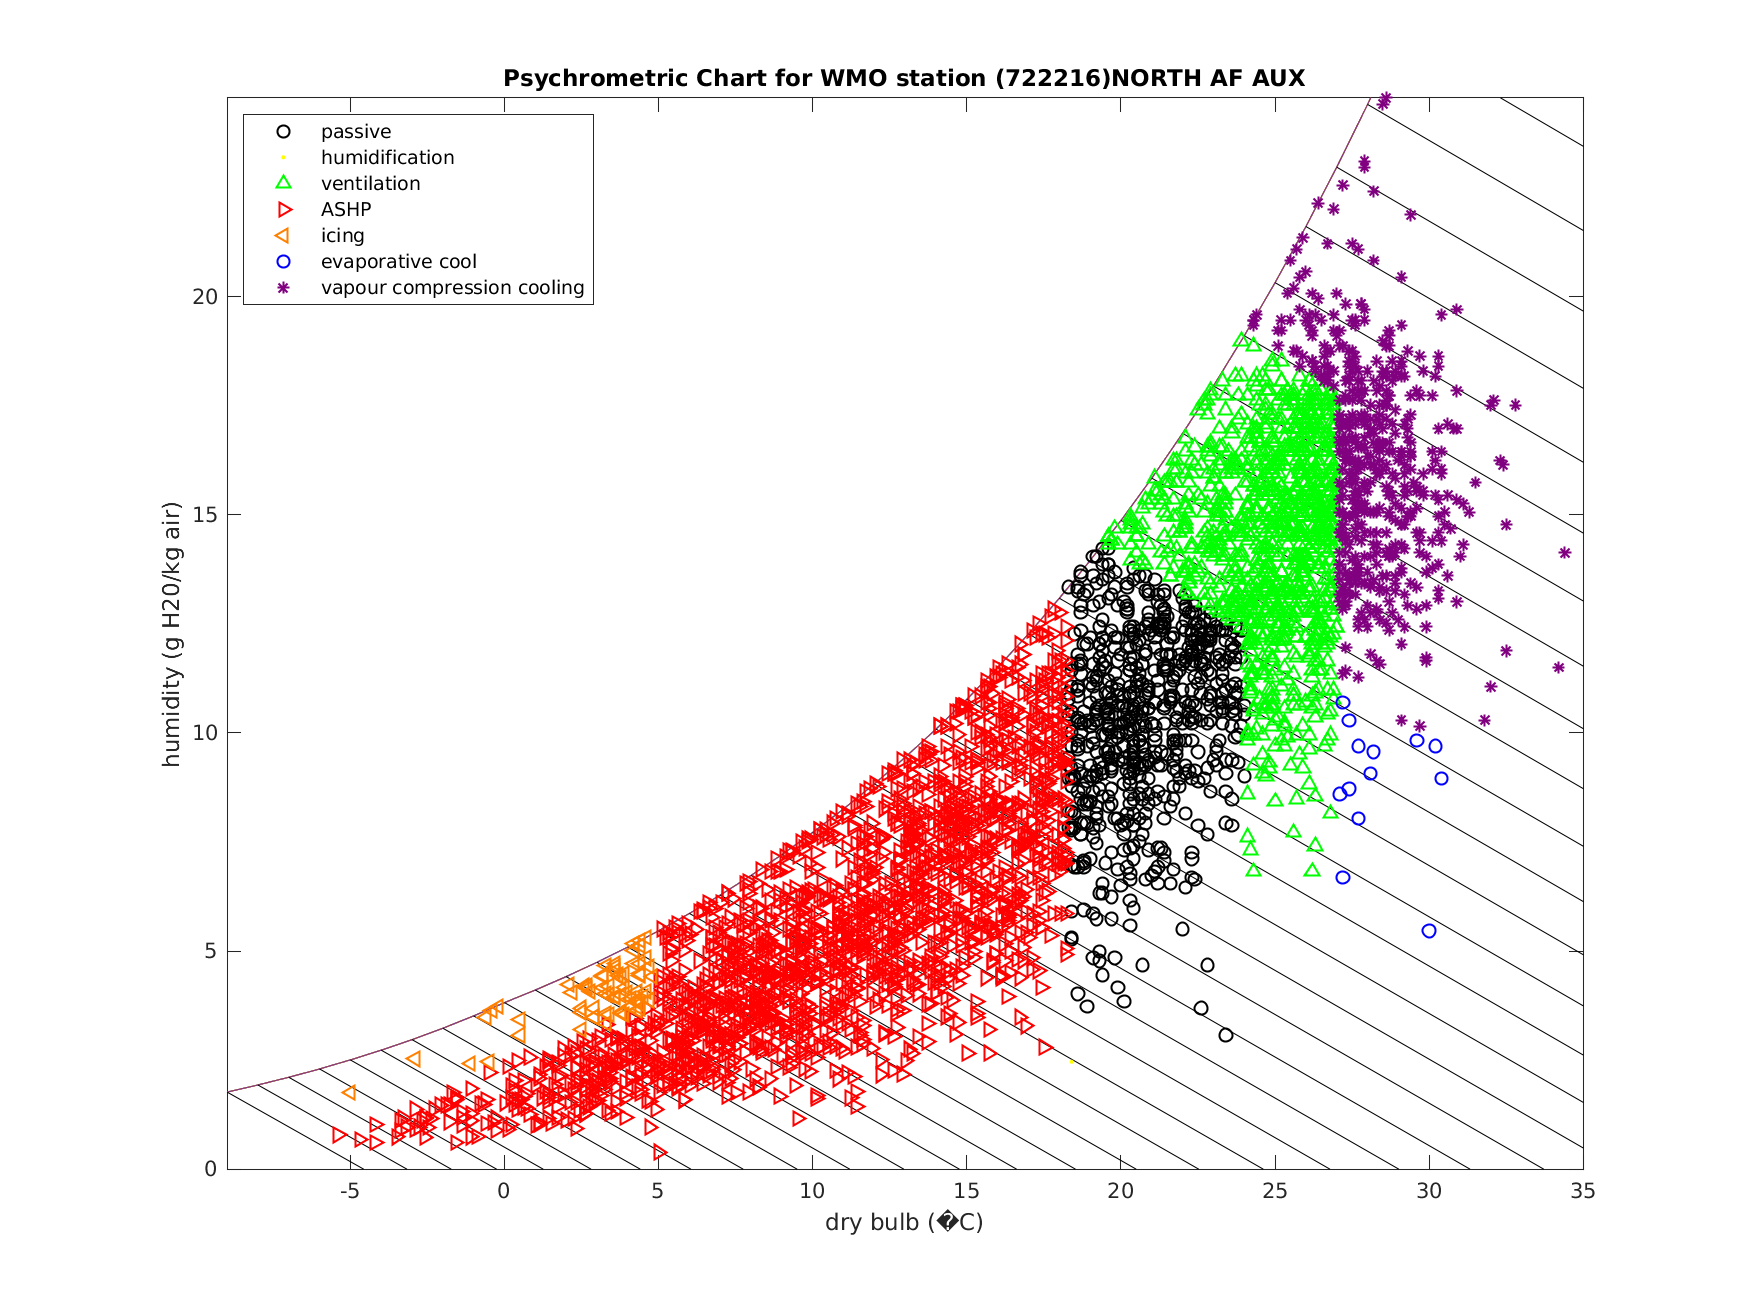 Psychrometric Chart for WMO station (722216)NORTH AF AUX
passive
humidification
ventilation
ASHP
icing
evaporative cool
vapour compression cooling
humidity (g H20/kg air)
20
15
10
5
0
-5 0 5 10 15 20 25 30 35
dry bulb (�C)